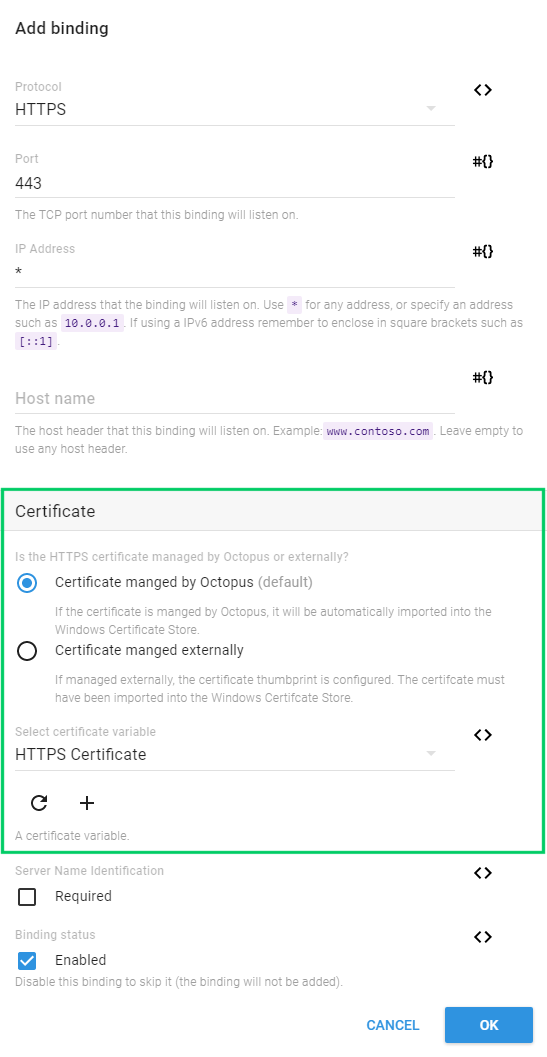 Add binding
Protocol
HTTPS
Port
#{}
443
The TCP port number that this binding will listen on.
IP Address
#{}
*
The IP address that the binding will listen on. Use * for any address, or specify an address
such as 10.0.0.1. If using a IPv6 address remember to enclose in square brackets such as
[::1].
#{}
Host name
The host header that this binding will listen on. Example: www.contoso.com. Leave empty to
use any host header.
Certificate
Is the HTTPS certificate managed by Octopus or externally?
Certificate manged by Octopus (default)
If the certificate is manged by Octopus, it will be automatically imported into the
Windows Certificate Store.
Certificate manged externally
If managed externally, the certificate thumbprint is configured. The certifcate must
have been imported into the Windows Certifcate Store.
Select certificate variable
HTTPS Certificate
A certificate variable.
Server Name Identification
Required
Binding status
Enabled
Disable this binding to skip it (the binding will not be added).
CANCEL OK